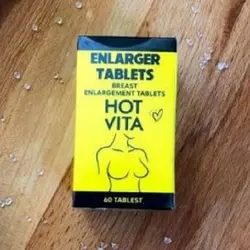 ENLARGER
TABLETS
BREAST
ENLARGEMENT TABLETS
HOT
VITA
60 TABLEST